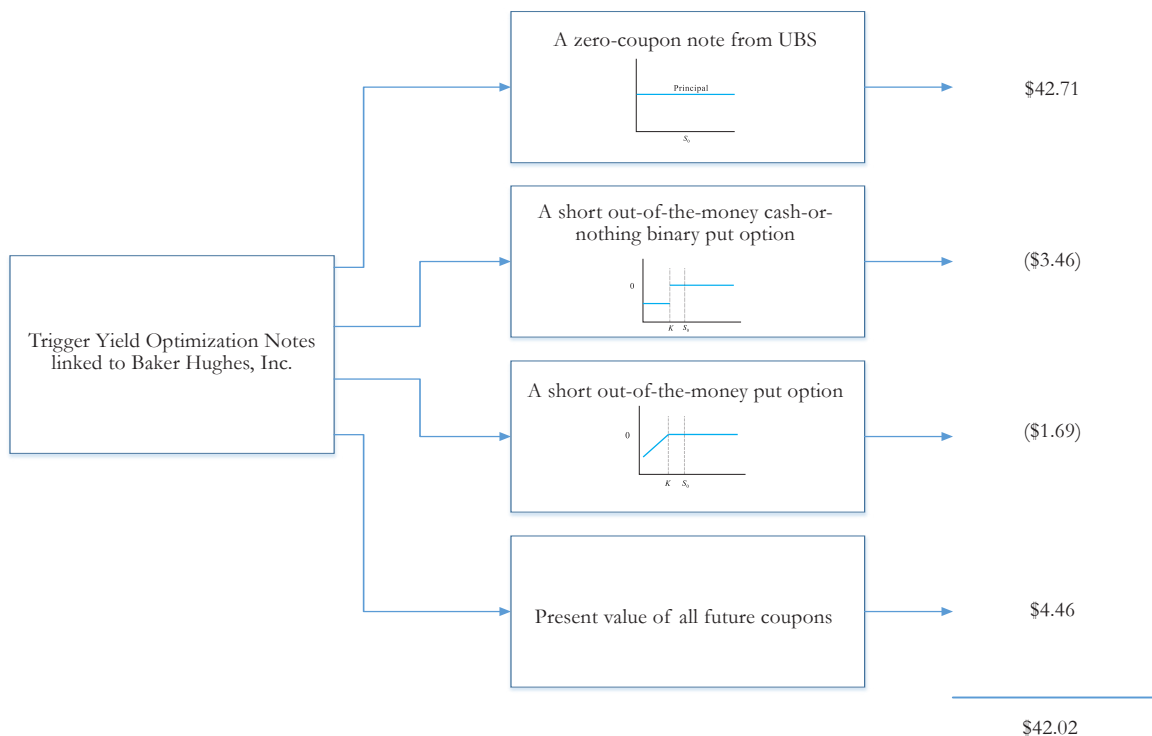 A zero-coupon note from UBS
Principal
S0
$42.71
A short out-of-the-money cash-or-
nothing binary put option
0
K S0
($3.46)
Trigger Yield Optimization Notes
linked to Baker Hughes, Inc.
A short out-of-the-money put option
0
K S0
($1.69)
Present value of all future coupons
$4.46
$42.02